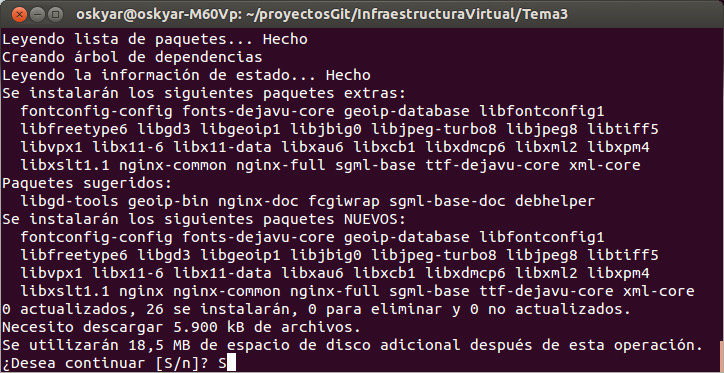 oskyar@oskyar-M60Vp: ~/proyectosGit/InfraestructuraVirtual/Tema3
Leyendo lista de paquetes... Hecho
Creando árbol de dependencias
Leyendo la información de estado... Hecho
Se instalarán los siguientes paquetes extras:
  fontconfig-config fonts-dejavu-core geoip-database libfontconfig1
  libfreetype6 libgd3 libgeoip1 libjbig0 libjpeg-turbo8 libjpeg8 libtiff5
  libvpx1 libx11-6 libx11-data libxau6 libxcb1 libxdmcp6 libxml2 libxpm4
  libxslt1.1 nginx-common nginx-full sgml-base ttf-dejavu-core xml-core
Paquetes sugeridos:
  libgd-tools geoip-bin nginx-doc fcgiwrap sgml-base-doc debhelper
Se instalarán los siguientes paquetes NUEVOS:
  fontconfig-config fonts-dejavu-core geoip-database libfontconfig1
  libfreetype6 libgd3 libgeoip1 libjbig0 libjpeg-turbo8 libjpeg8 libtiff5
  libvpx1 libx11-6 libx11-data libxau6 libxcb1 libxdmcp6 libxml2 libxpm4
  libxslt1.1 nginx nginx-common nginx-full sgml-base ttf-dejavu-core xml-core
0 actualizados, 26 se instalarán, 0 para eliminar y 0 no actualizados.
Necesito descargar 5.900 kB de archivos.
Se utilizarán 18,5 MB de espacio de disco adicional después de esta operación.
¿Desea continuar [S/n]? S